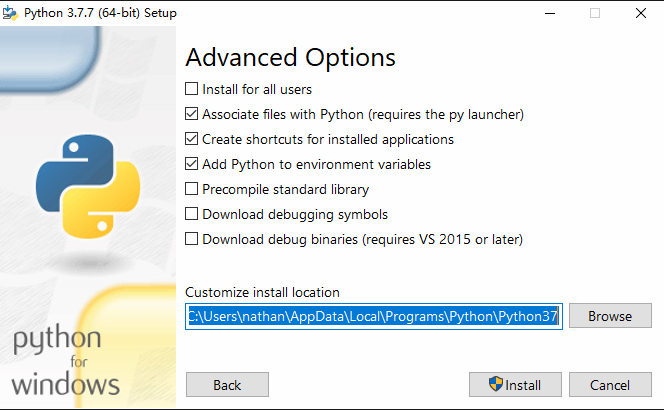 Python 3.7.7 (64-bit) Setup
Advanced Options
Install for all users
Associate files with Python (requires the py launcher)
Create shortcuts for installed applications
Add Python to environment variables
Precompile standard library
Download debugging symbols
Download debug binaries (requires VS 2015 or later)
Customize install location
C:\Users\nathan\AppData\Local\Programs\Python\Python37
Browse
python
for
windows
Back
Install
Cancel